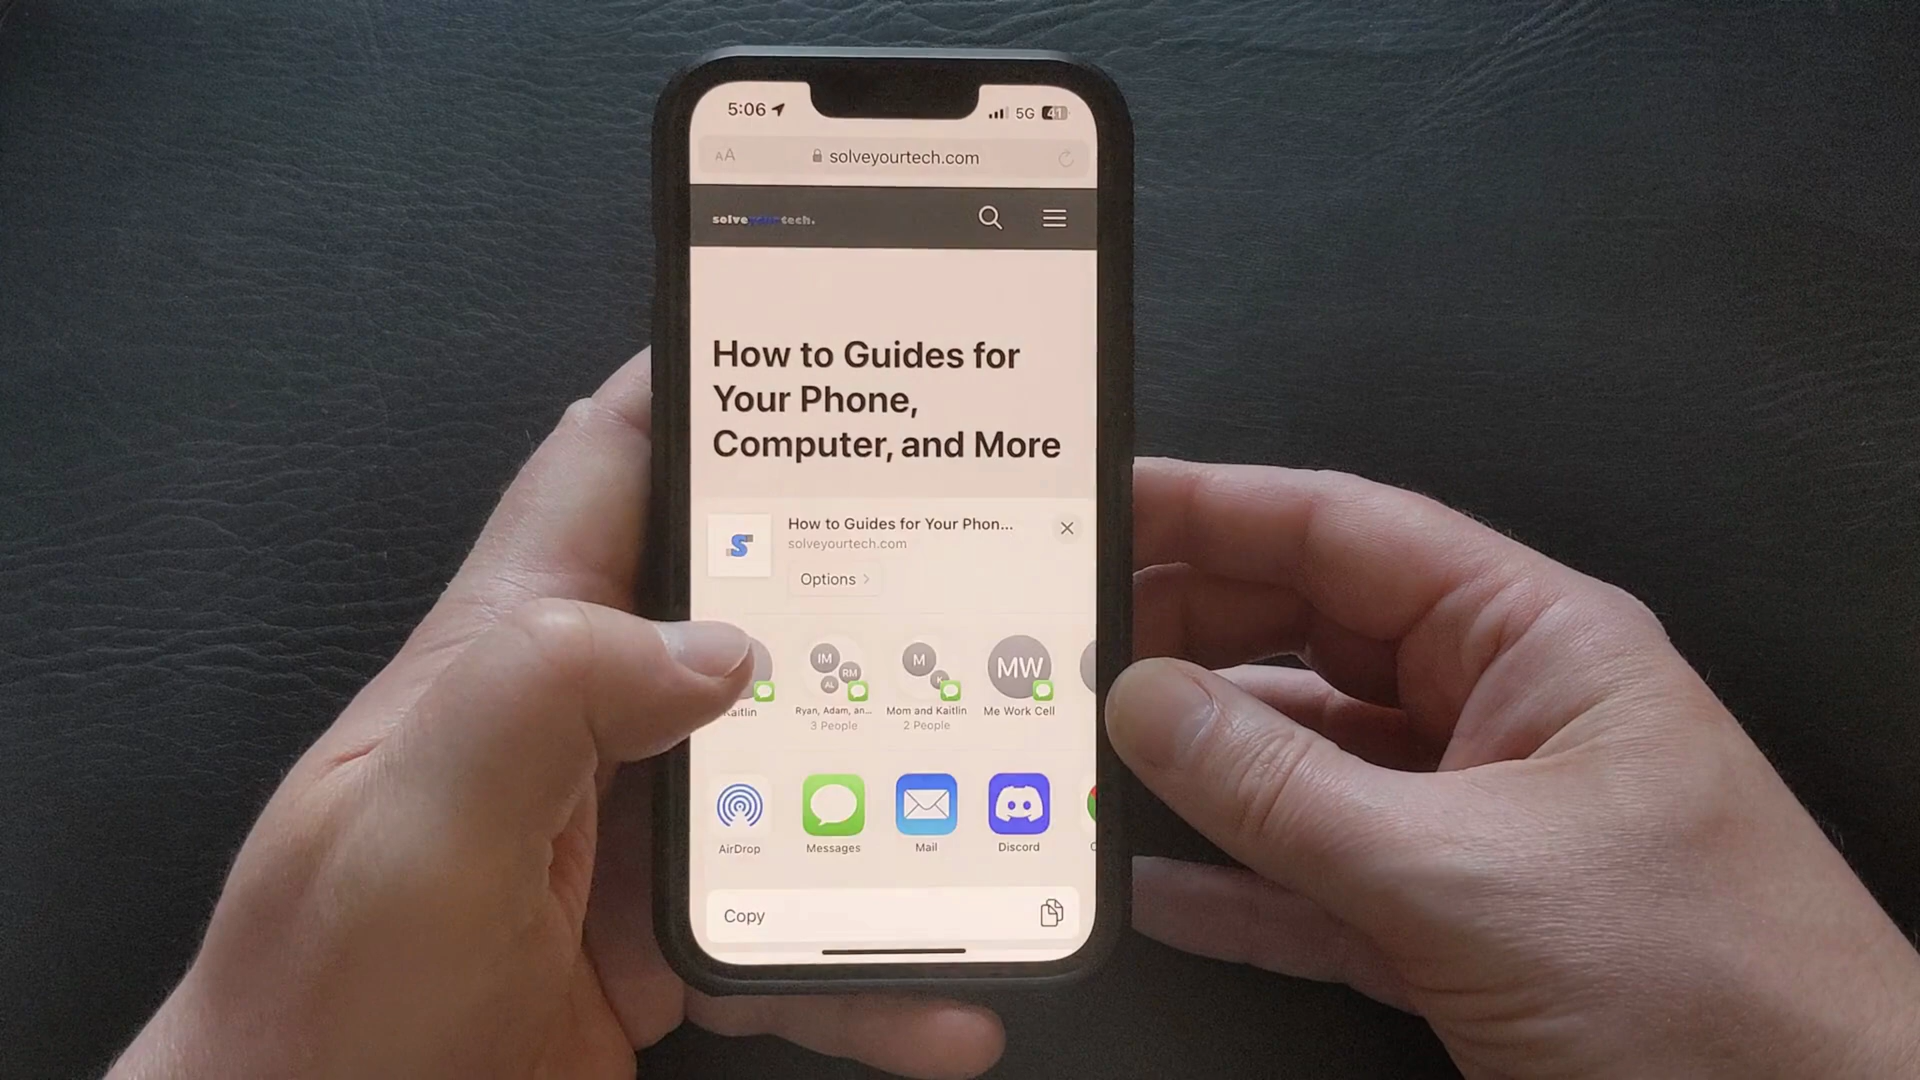 5:06
5G 41
AA solveyourtech.com
solveyourtech.
How to Guides for
Your Phone,
Computer, and More
How to Guides for Your Phon...
solveyourtech.com
Options
IM RM AL
M K
MW
aitlin
Ryan, Adam, an...
3 People
Mom and Kaitlin
2 People
Me Work Cell
AirDrop
Messages
Mail
Discord
Copy